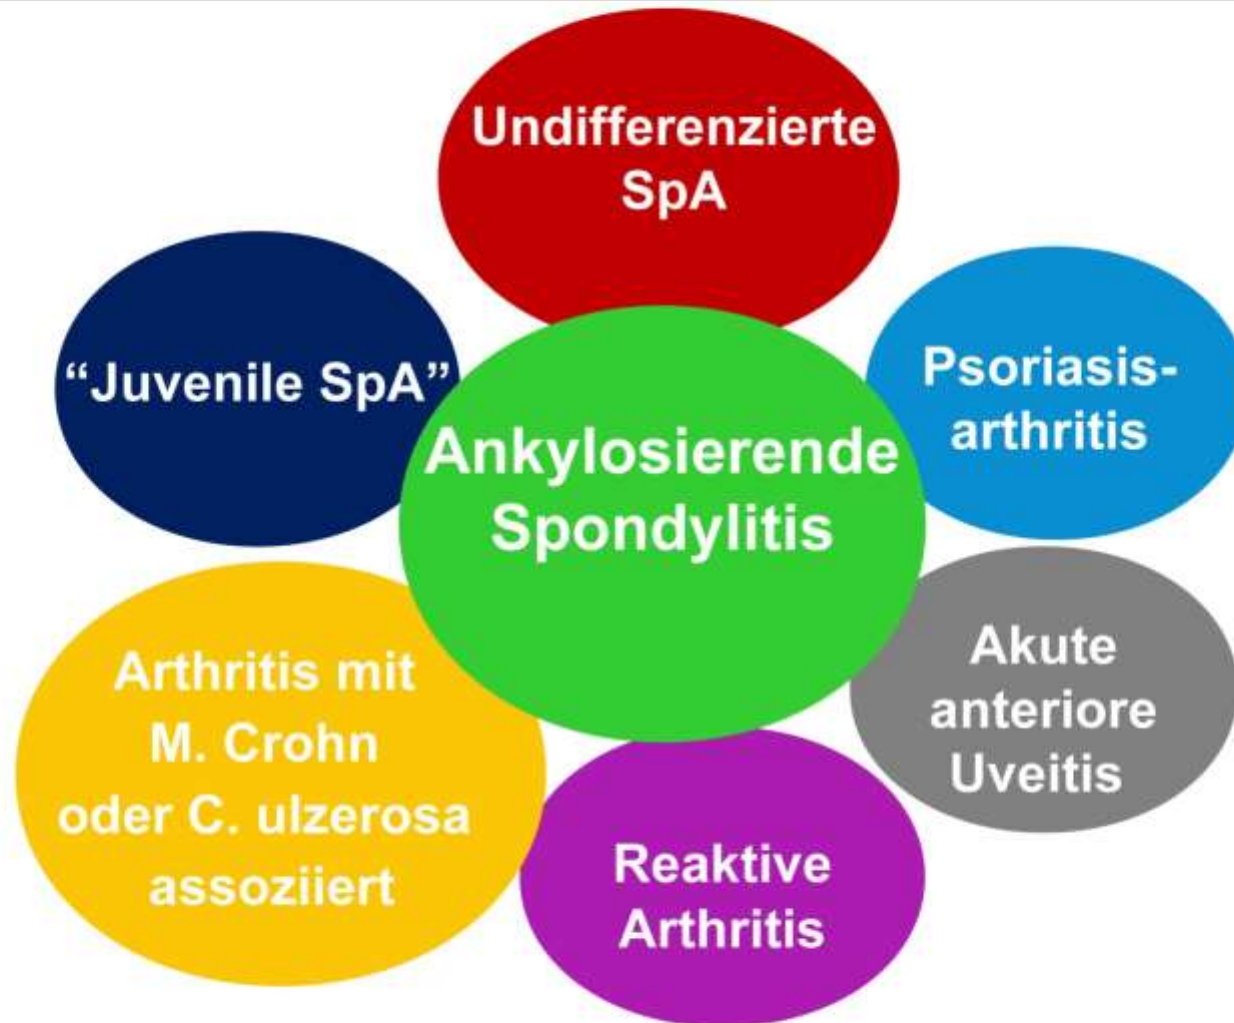 Undifferenzierte
SpA
“Juvenile SpA”
Psoriasis-
arthritis
Ankylosierende
Spondylitis
Akute
anteriore
Uveitis
Arthritis mit
M. Crohn
oder C. ulzerosa
assoziiert
Reaktive
Arthritis